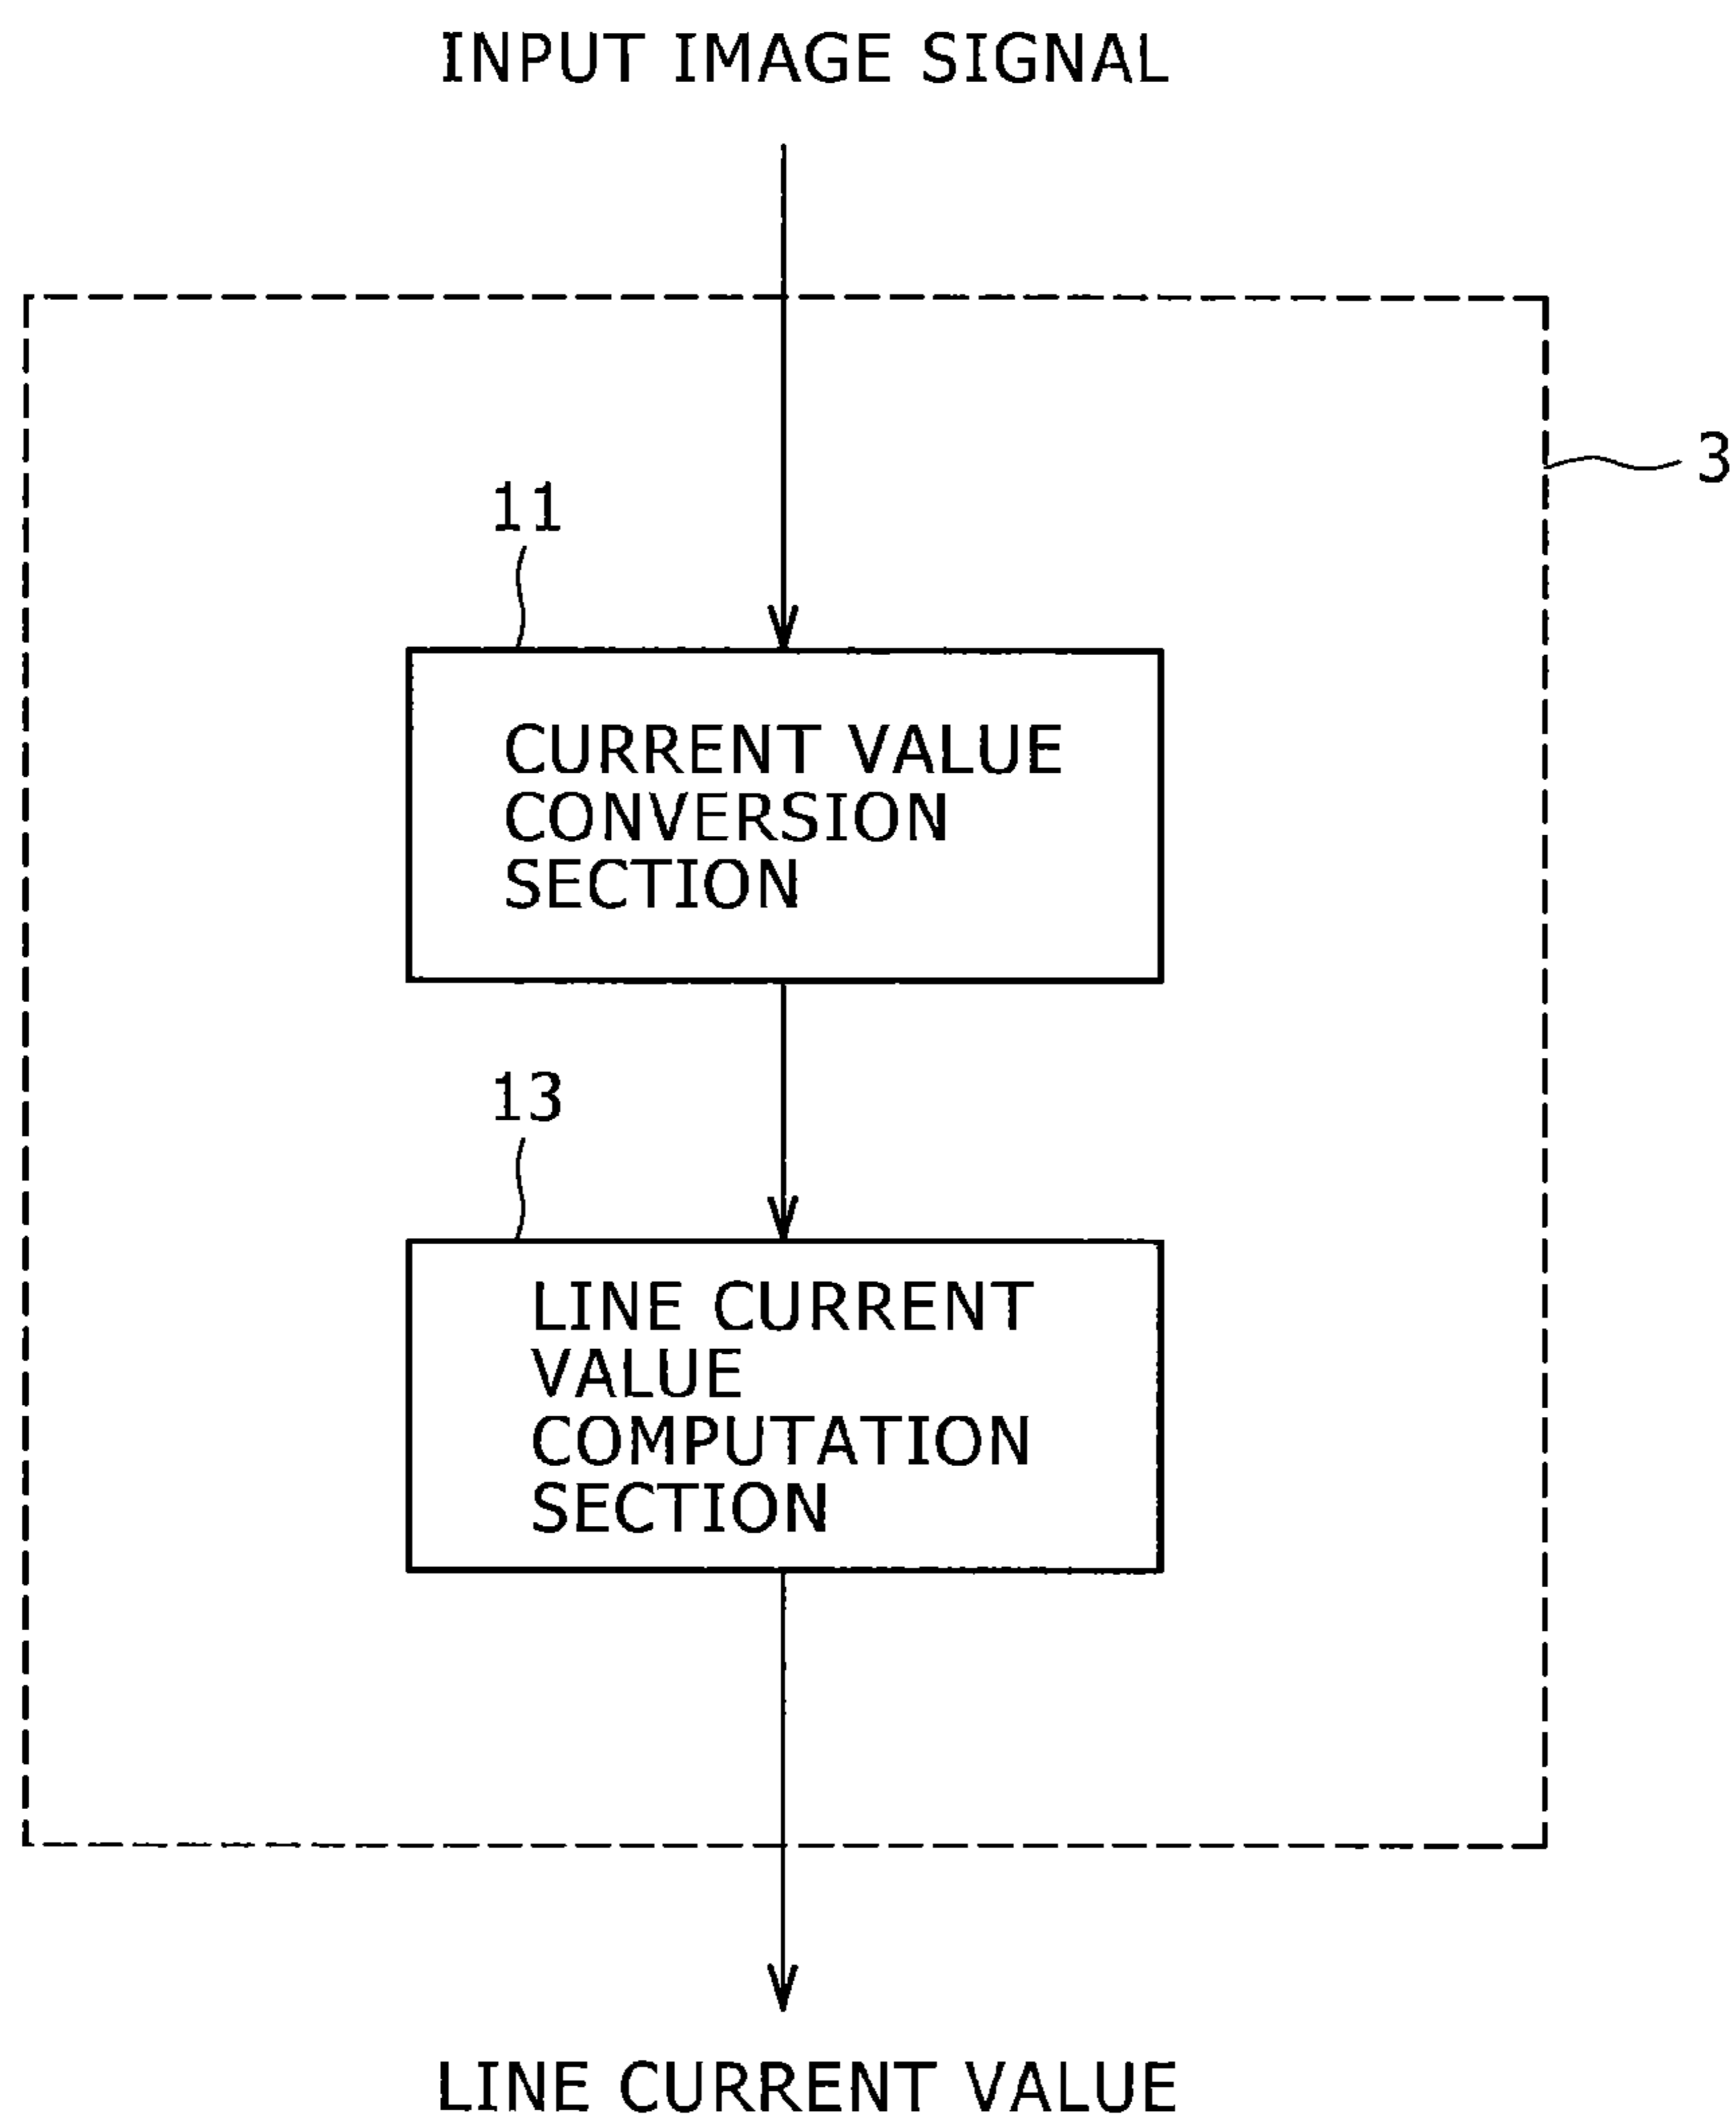 INPUT IMAGE SIGNAL
3
11
CURRENT VALUE
CONVERSION
SECTION
13
LINE CURRENT
VALUE
COMPUTATION
SECTION
LINE CURRENT VALUE